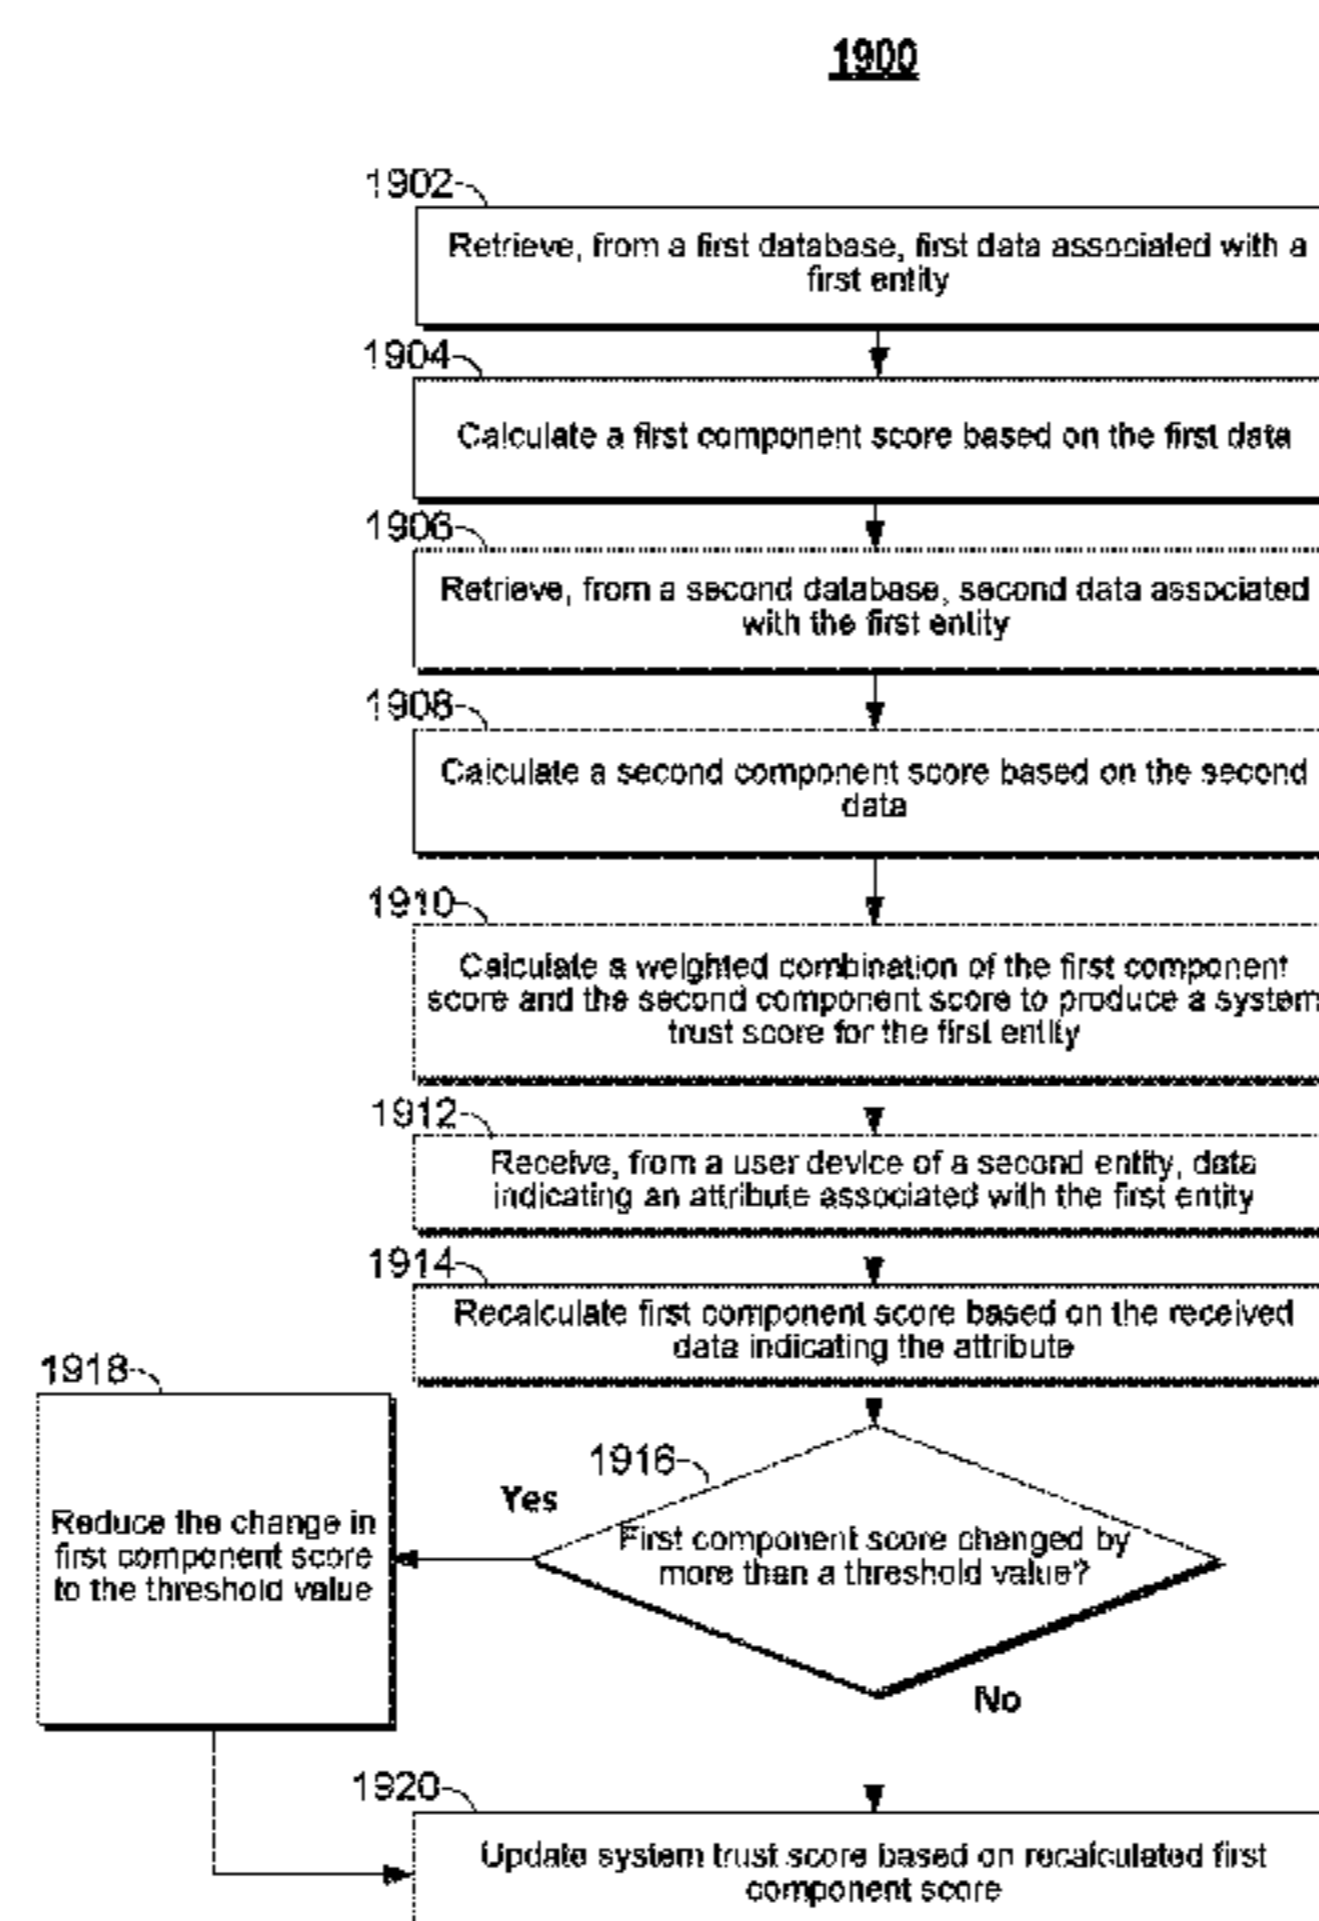 1900
1902
Retrieve, from a first database, first data associated with a
first entity
1904
Calculate a first component score based on the first data
1906
Retrieve, from a second database, second data associated
with the first entity
1908
Calculate a second component score based on the second
data
1910
Calculate a weighted combination of the first component
score and the second component score to produce a system
trust score for the first entity
1912
Receive, from a user device of a second entity, data
indicating an attribute associated with the first entity
1914
Recalculate first component score based on the received
data indicating the attribute
1918
Reduce the change in
first component score
to the threshold value
1916
Yes
First component score changed by
more than a threshold value?
No
1920
Update system trust score based on recalculated first
component score